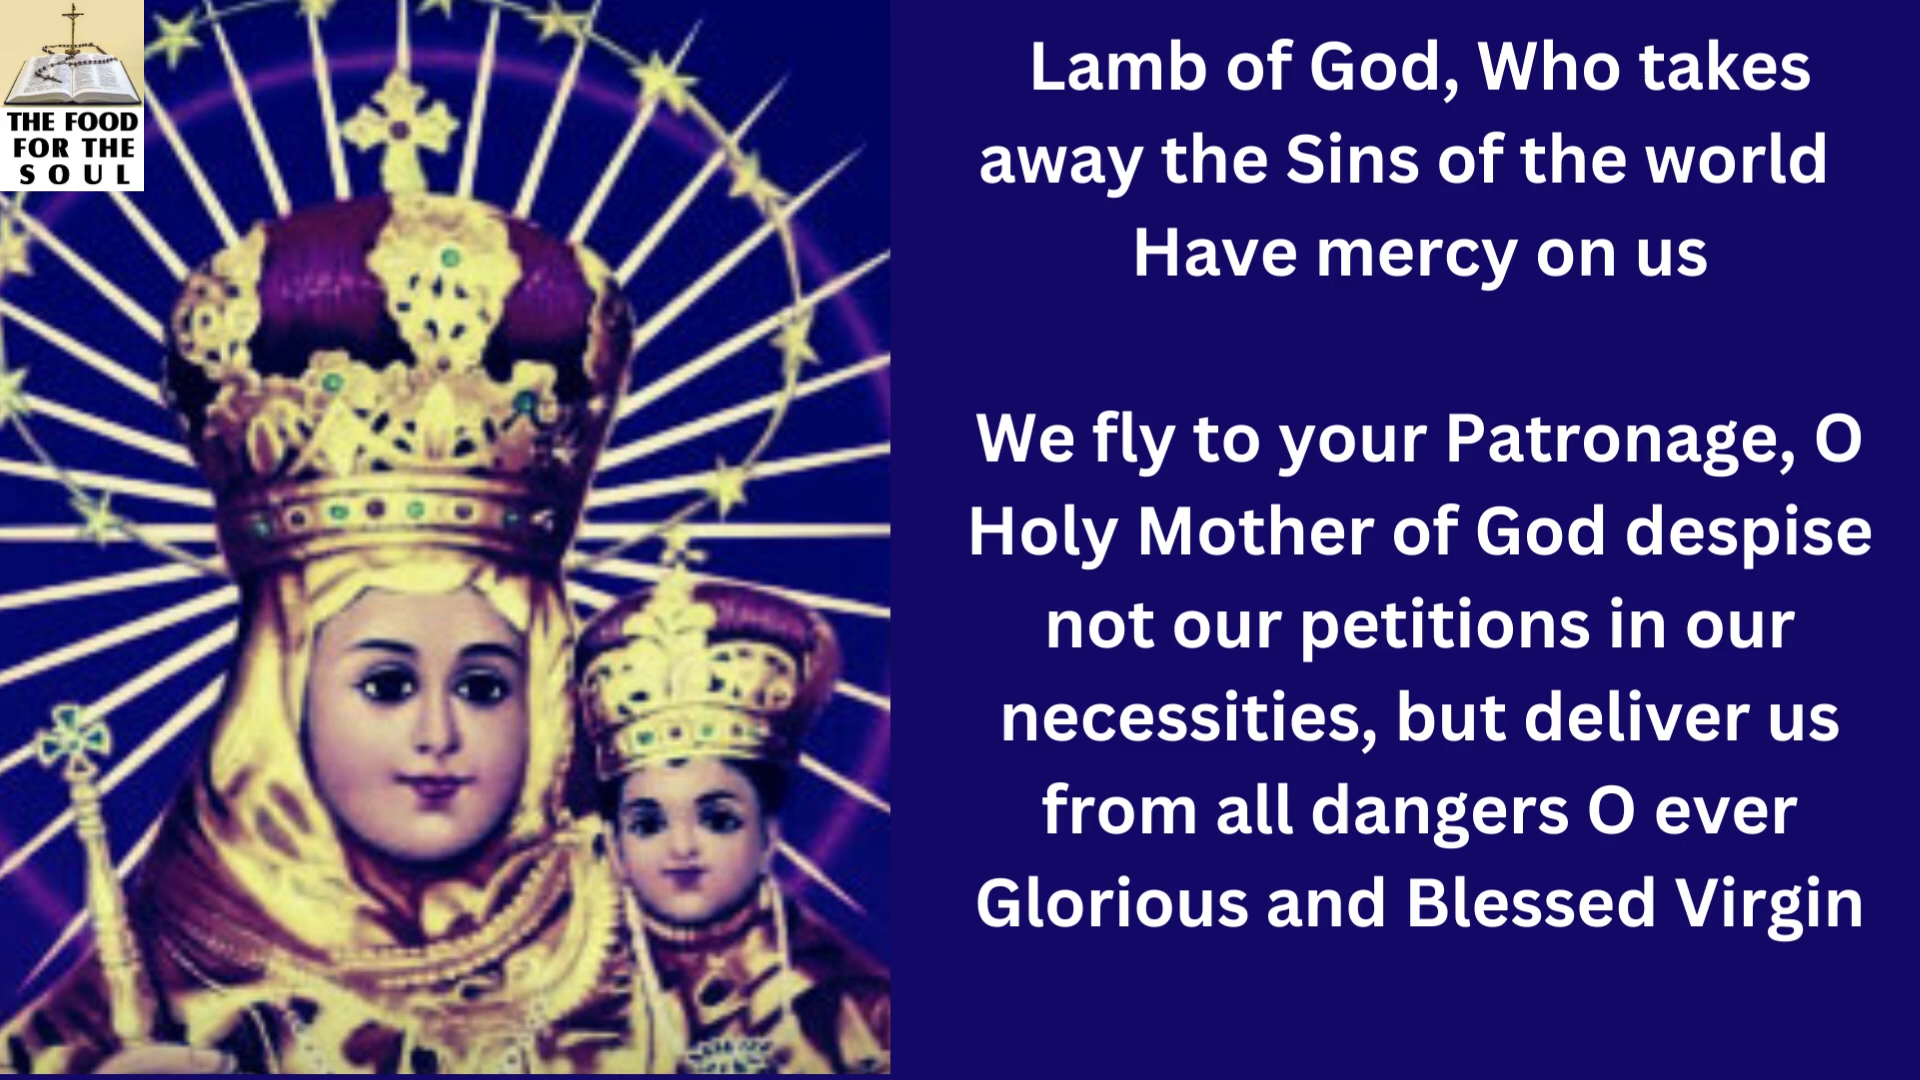 THE FOOD
FOR THE
SOUL
Lamb of God, Who takes
away the Sins of the world
Have mercy on us
We fly to your Patronage, O
Holy Mother of God despise
not our petitions in our
necessities, but deliver us
from all dangers O ever
Glorious and Blessed Virgin